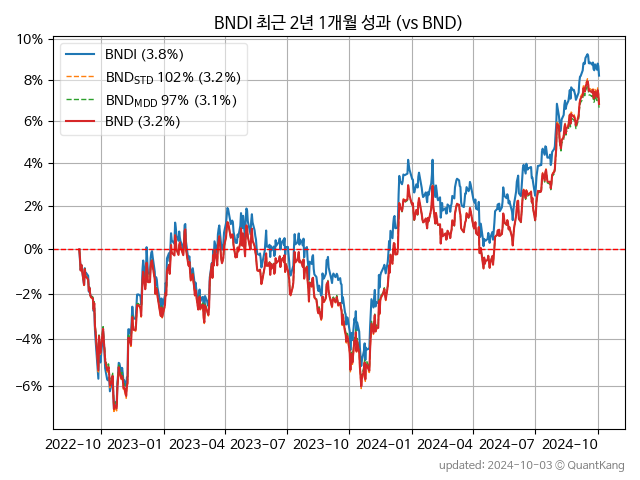 BNDI 최근 2년 1개월 성과 (vs BND)
10%
8%
6%
4%
2%
0%
−2%
−4%
−6%
BNDI (3.8%)
BND_STD 102% (3.2%)
BND_MDD 97% (3.1%)
BND (3.2%)
2022−10 2023−01 2023−04 2023−07 2023−10 2024−01 2024−04 2024−07 2024−10
updated: 2024−10−03 © QuantKang